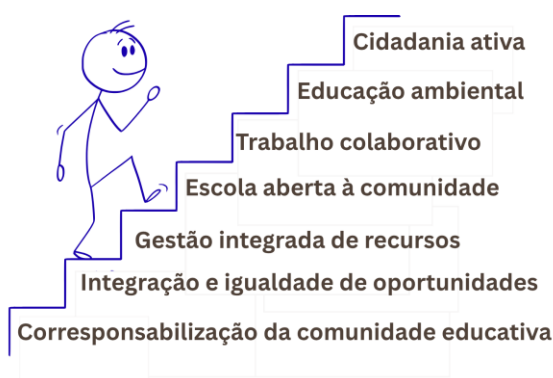 Cidadania ativa
Educação ambiental
Trabalho colaborativo
Escola aberta à comunidade
Gestão integrada de recursos
Integração e igualdade de oportunidades
Corresponsabilização da comunidade educativa